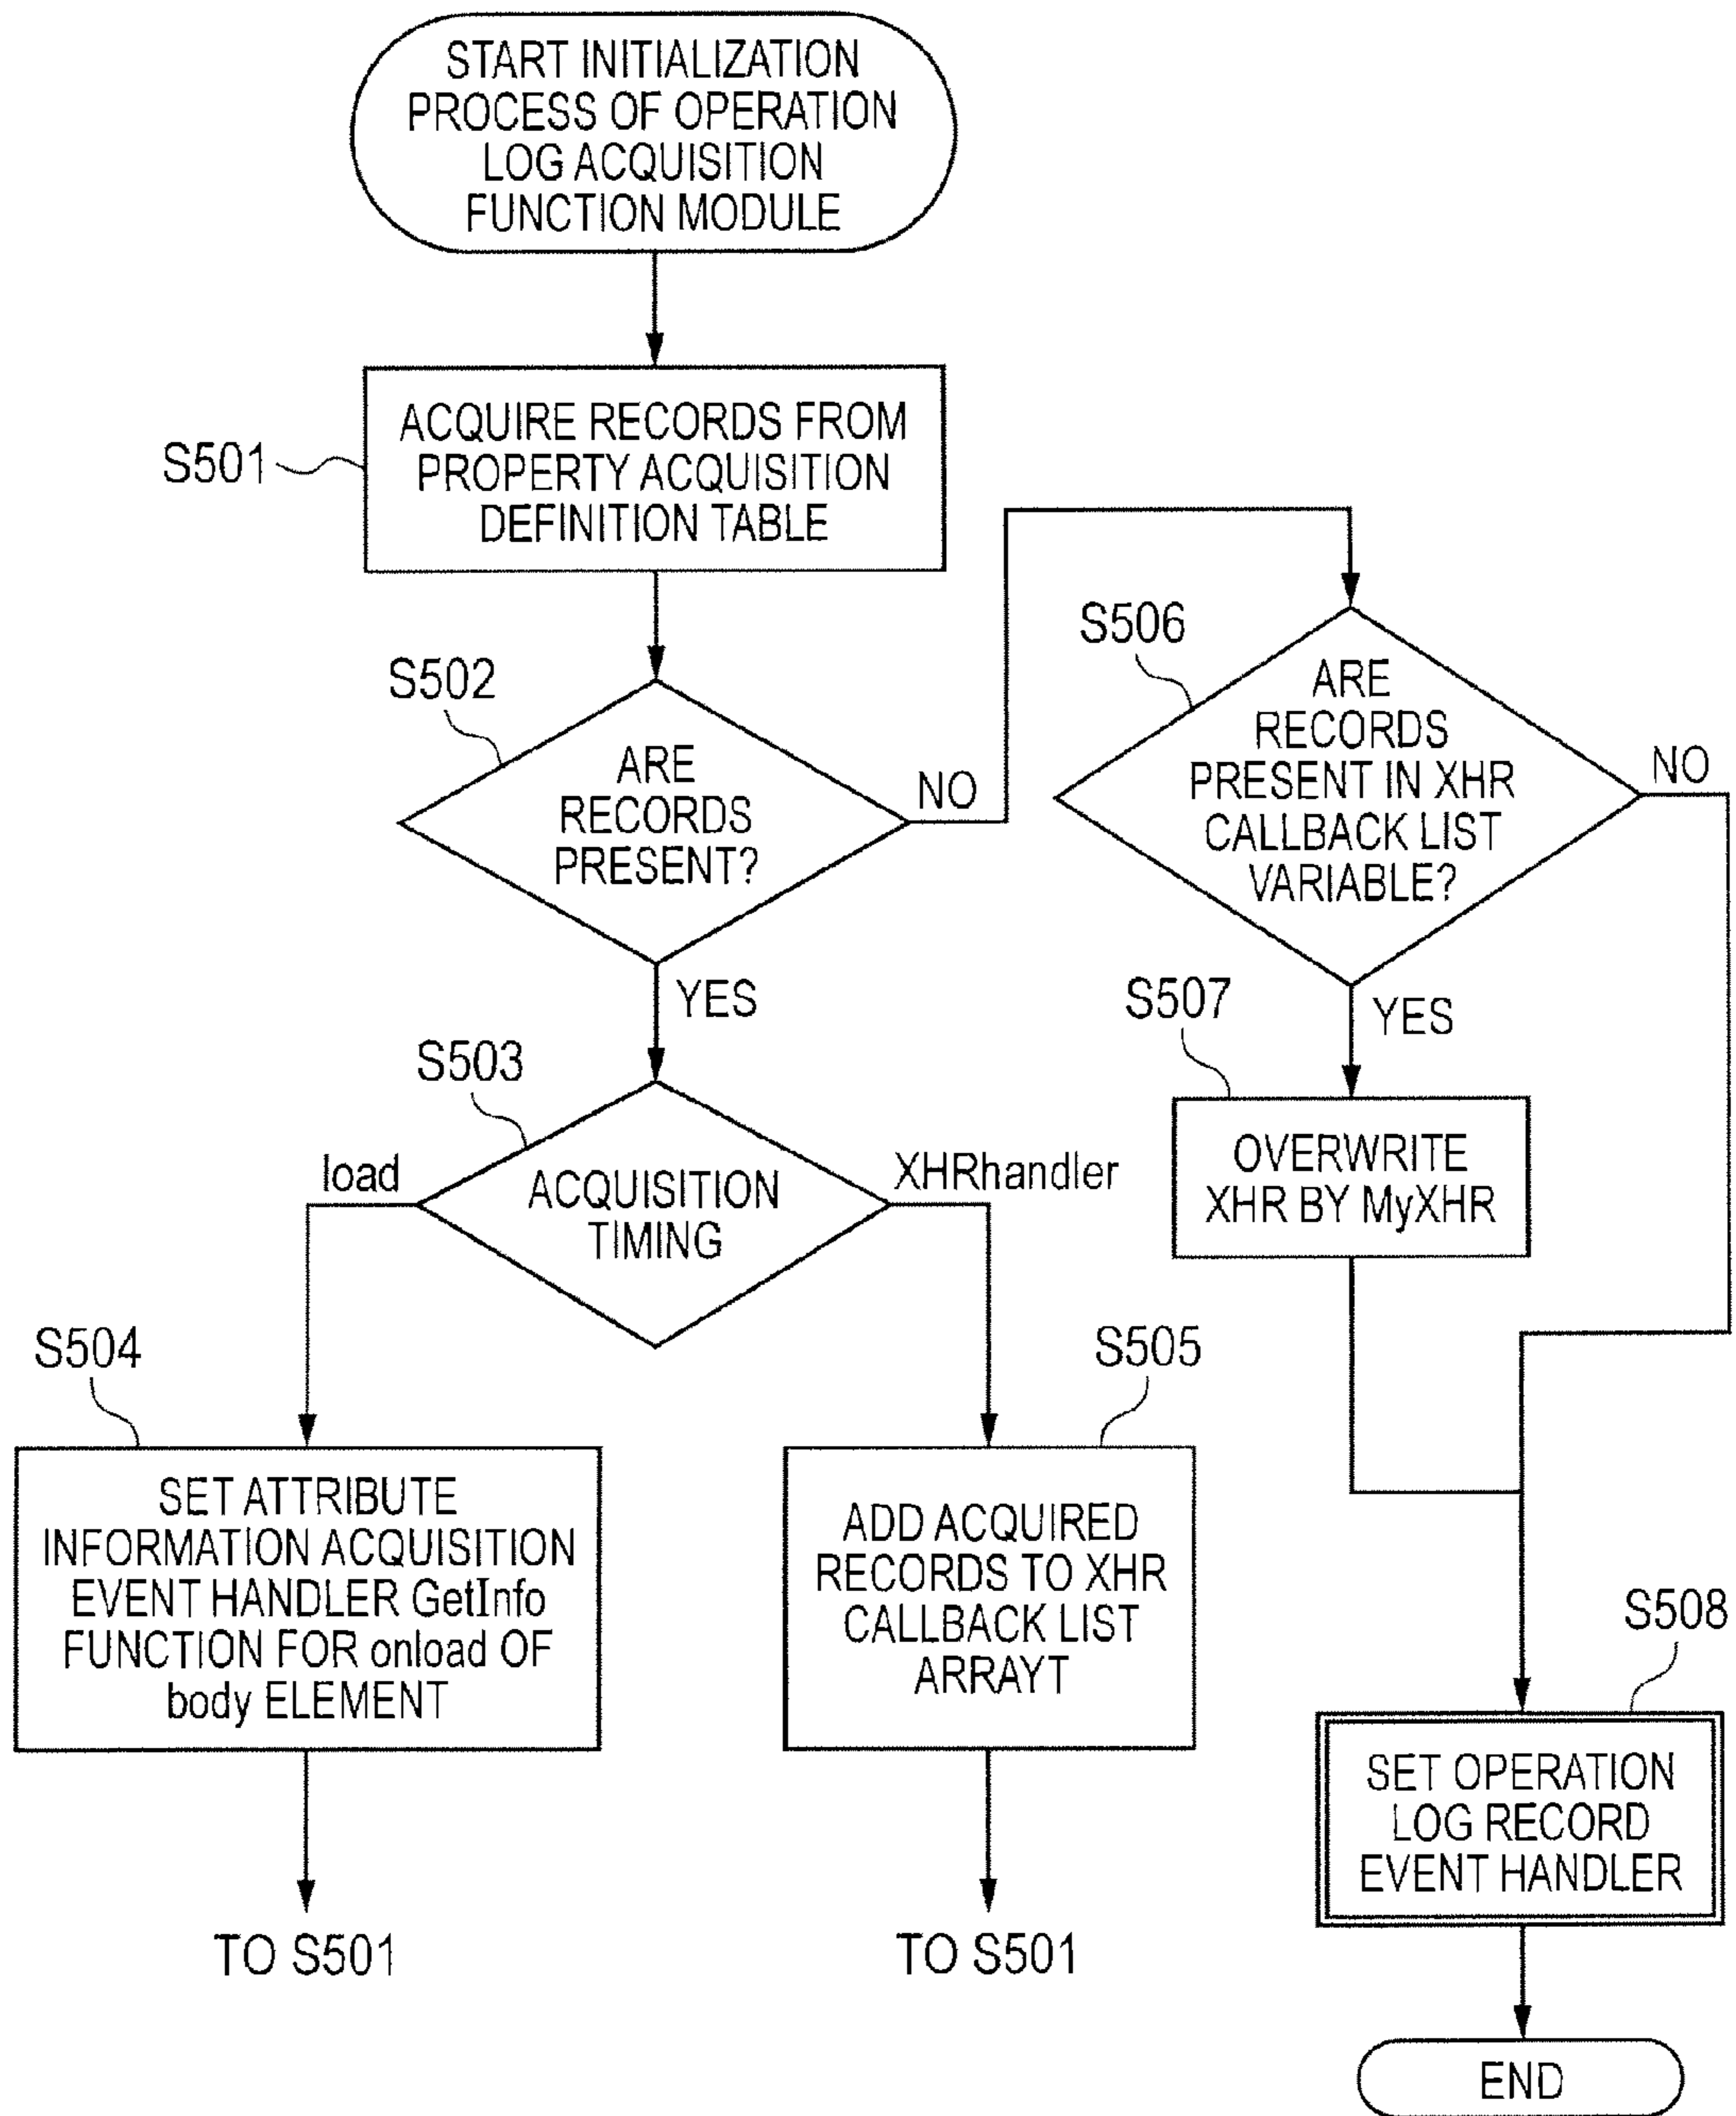 START INITIALIZATION
PROCESS OF OPERATION
LOG ACQUISITION
FUNCTION MODULE
S501
ACQUIRE RECORDS FROM
PROPERTY ACQUISITION
DEFINITION TABLE
S502
ARE
RECORDS
PRESENT?
NO
YES
S503
ACQUISITION
TIMING
load
XHRhandler
S504
SET ATTRIBUTE
INFORMATION ACQUISITION
EVENT HANDLER GetInfo
FUNCTION FOR onload OF
body ELEMENT
TO S501
S505
ADD ACQUIRED
RECORDS TO XHR
CALLBACK LIST
ARRAYT
TO S501
S506
ARE
RECORDS
PRESENT IN XHR
CALLBACK LIST
VARIABLE?
NO
YES
S507
OVERWRITE
XHR BY MyXHR
S508
SET OPERATION
LOG RECORD
EVENT HANDLER
END